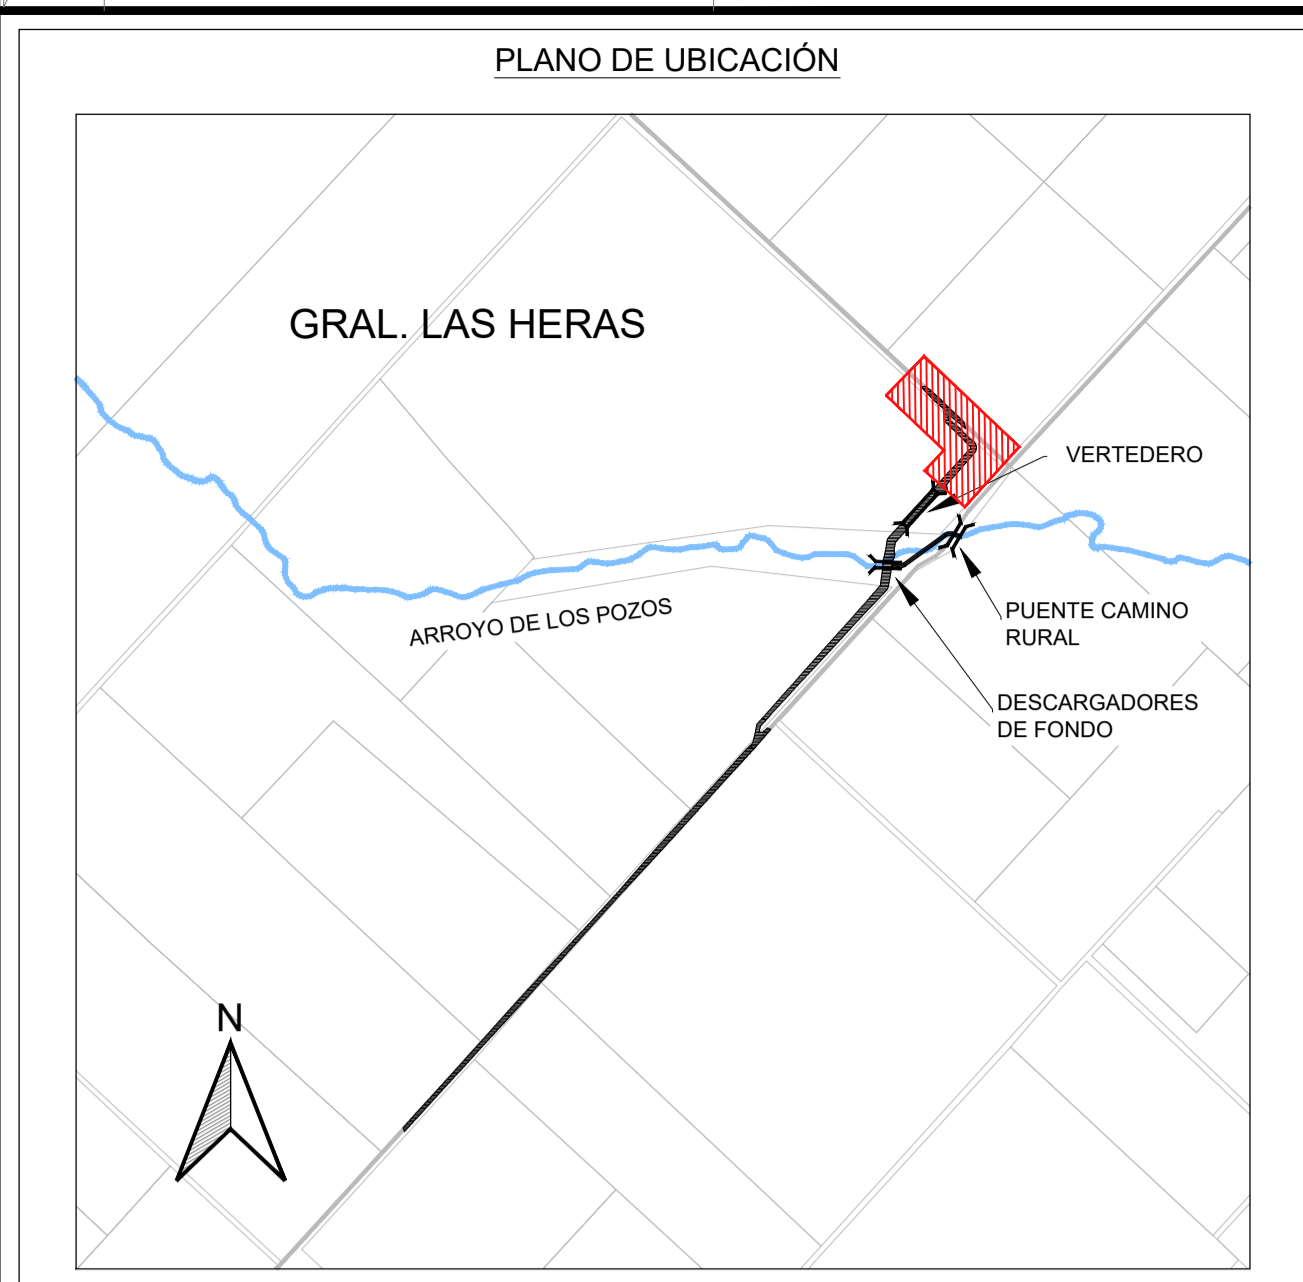 PLANO DE UBICACIÓN
GRAL. LAS HERAS
VERTEDERO
ARROYO DE LOS POZOS
PUENTE CAMINO
RURAL
DESCARGADORES
DE FONDO
N